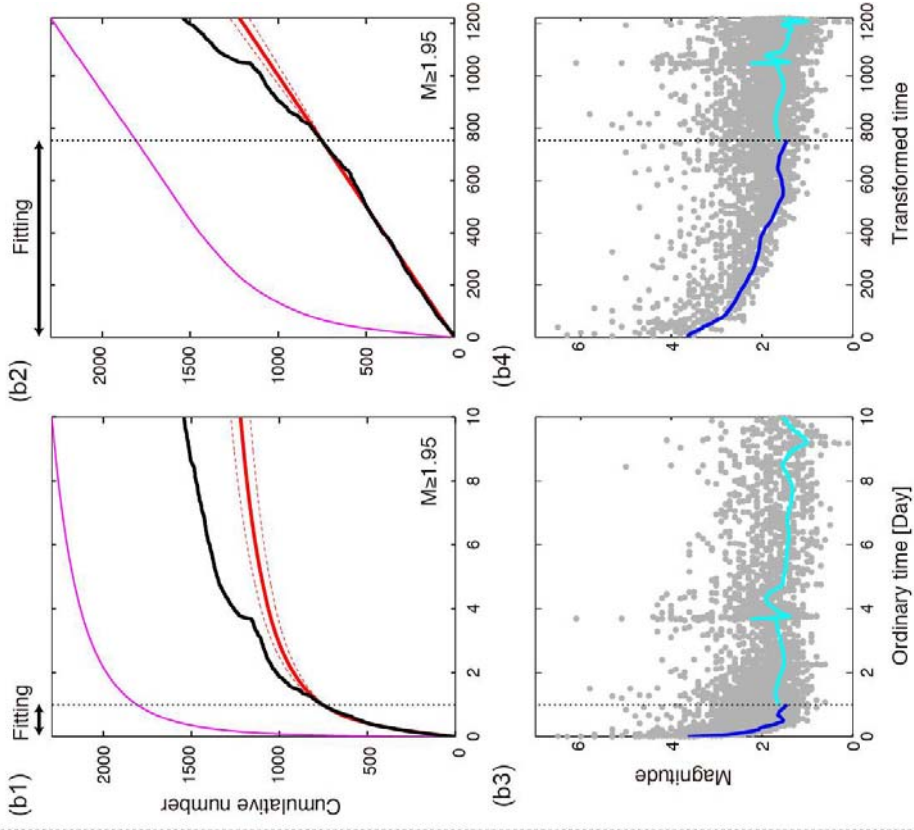 (b1)
Fitting
Cumulative number
2000
1500
1000
500
0
M≥1.95
0 2 4 6 8 10
(b2)
Fitting
2000
1500
1000
500
0
M≥1.95
0 200 400 600 800 1000 1200
(b3)
Magnitude
6
4
2
0
0 2 4 6 8 10
Ordinary time [Day]
(b4)
6
4
2
0
0 200 400 600 800 1000 1200
Transformed time